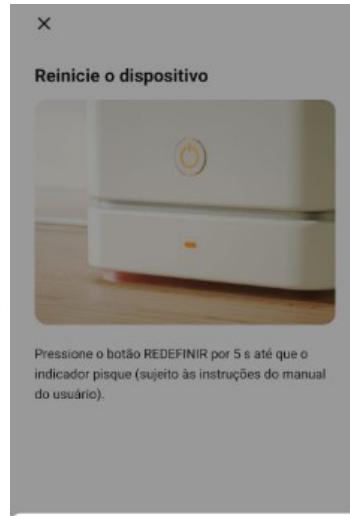 Reinicie o dispositivo
Pressione o botão REDEFINIR por 5 s até que o
indicador pisque (sujeito às instruções do manual
do usuário).